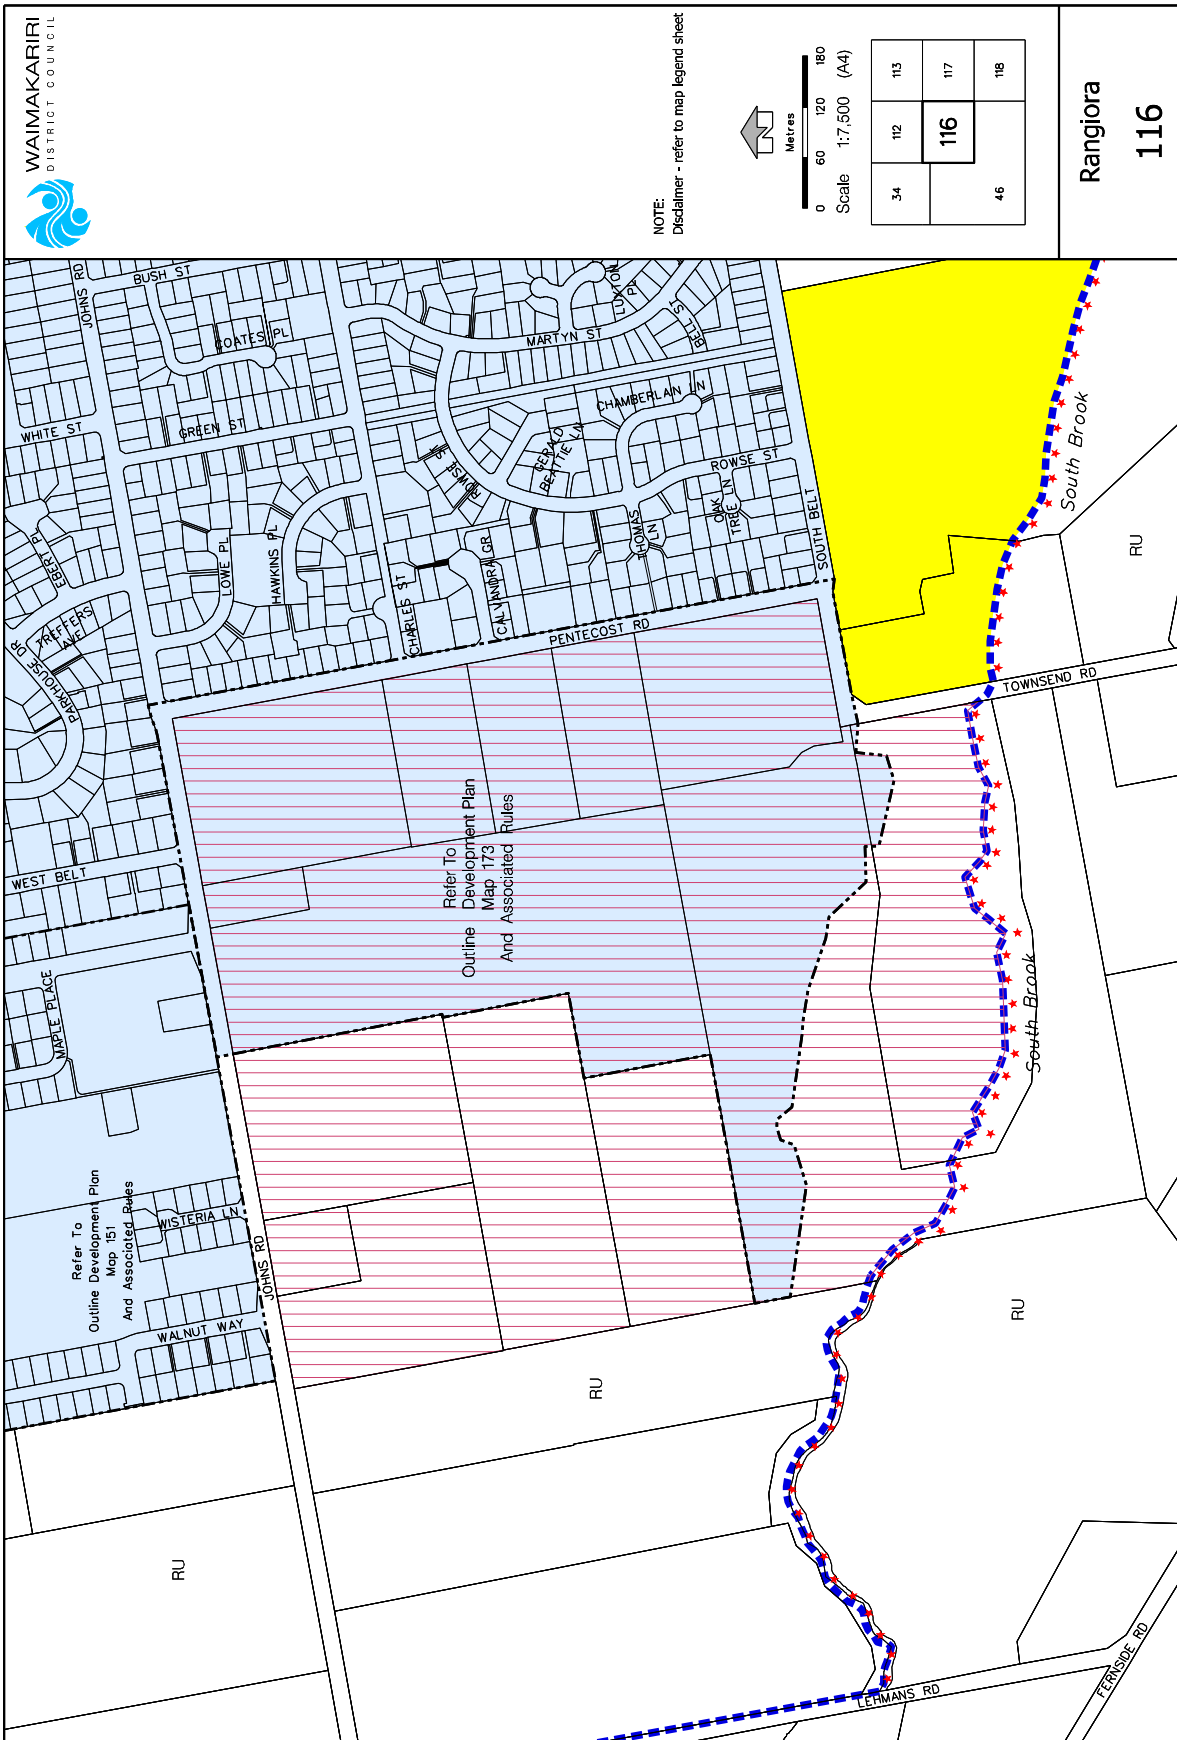 WAIMAKARIRI
DISTRICT COUNCIL
NOTE:
Disclaimer - refer to map legend sheet
N
Metres
0 60 120 180
Scale 1:7,500 (A4)
34 112 113
116 117
46 118
Rangiora
116
JOHNS RD
BUSH ST
COATES PL
WHITE ST
GREEN ST
MARTYN ST
LUXTON
PL
BELL ST
CHAMBERLAIN LN
GERALD
BEATTIE LN
ROWSE ST
ROWSE ST
OAK
TREE LN
THOMAS
LN
SOUTH BELT
EBERT PL
LOWE PL
HAWKINS PL
CHARLES ST
TREFFERS
AVE
PARKHOUSE DR
PENTECOST RD
WEST BELT
MAPLE PLACE
Refer To
Outline Development Plan
Map 173
And Associated Rules
Refer To
Outline Development Plan
Map 151
And Associated Rules
WISTERIA LN
WALNUT WAY
JOHNS RD
South Brook
RU
TOWNSEND RD
South Brook
RU
RU
RU
LEHMANS RD
FERNSIDE RD